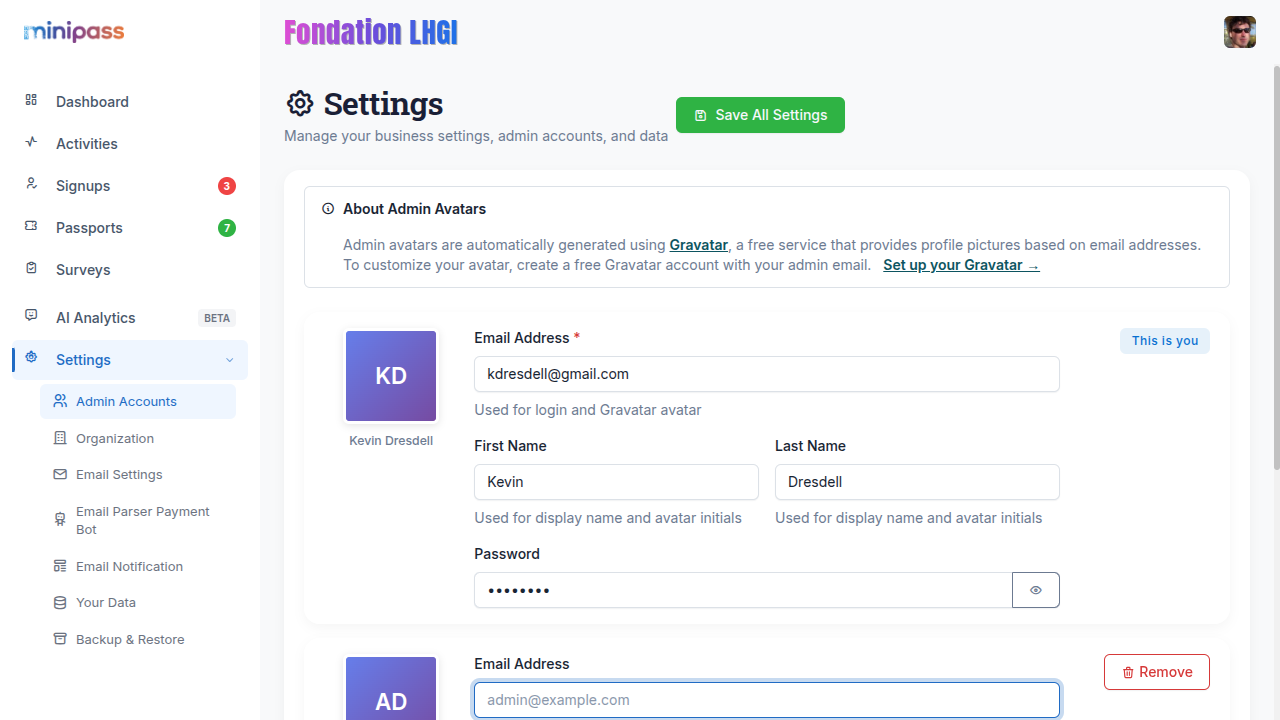 minipass
Fondation LHGI
Dashboard
Activities
Signups
3
Passports
7
Surveys
AI Analytics
BETA
Settings
Admin Accounts
Organization
Email Settings
Email Parser Payment
Bot
Email Notification
Your Data
Backup & Restore
Settings
Manage your business settings, admin accounts, and data
Save All Settings
About Admin Avatars
Admin avatars are automatically generated using Gravatar, a free service that provides profile pictures based on email addresses.
To customize your avatar, create a free Gravatar account with your admin email. Set up your Gravatar →
KD
Kevin Dresdell
Email Address *
This is you
kdresdell@gmail.com
Used for login and Gravatar avatar
First Name
Last Name
Kevin
Dresdell
Used for display name and avatar initials
Used for display name and avatar initials
Password
••••••••
AD
Email Address
Remove
admin@example.com